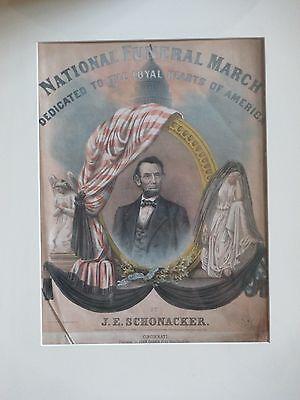 NATIONAL FUNERAL MARCH
DEDICATED TO THE LOYAL HEARTS OF AMERICA
J. E. SCHONACKER.
CINCINNATI